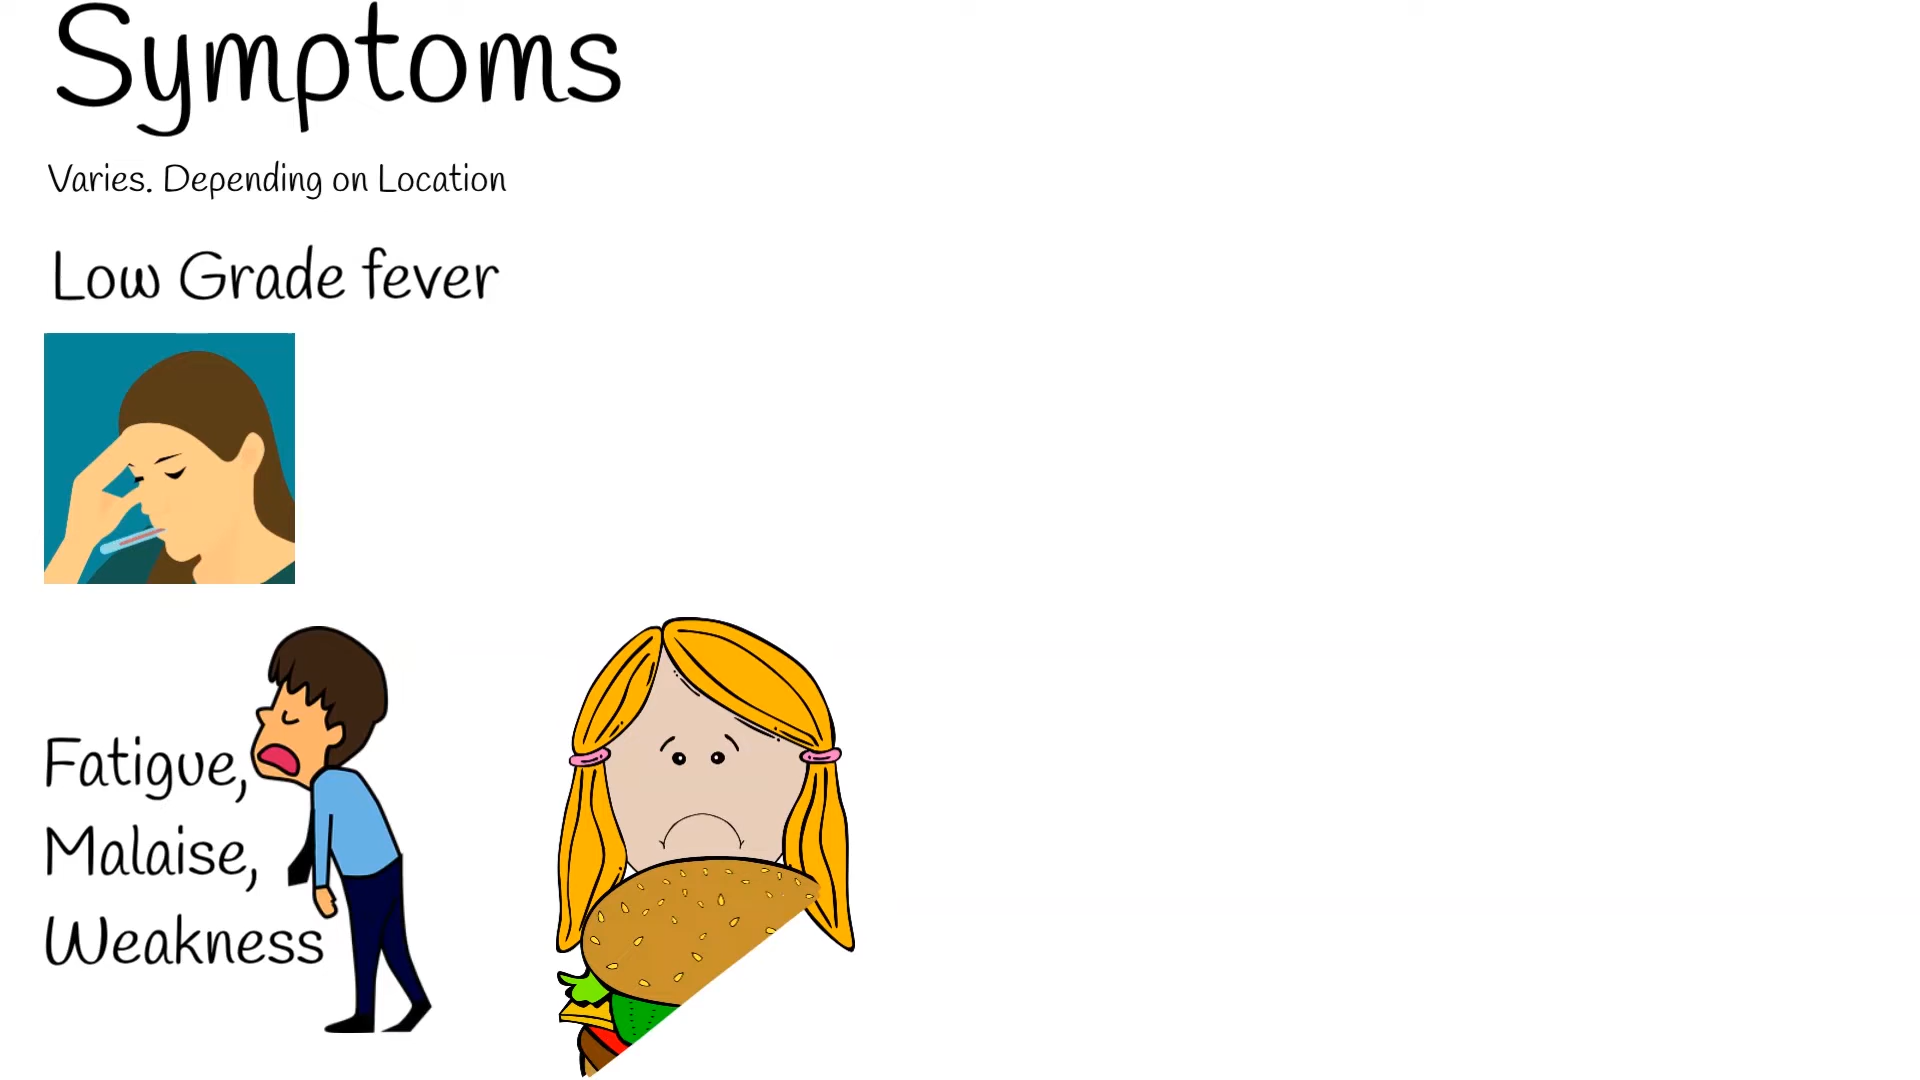 Symptoms
Varies. Depending on Location
Low Grade fever
Fatigue,
Malaise,
Weakness